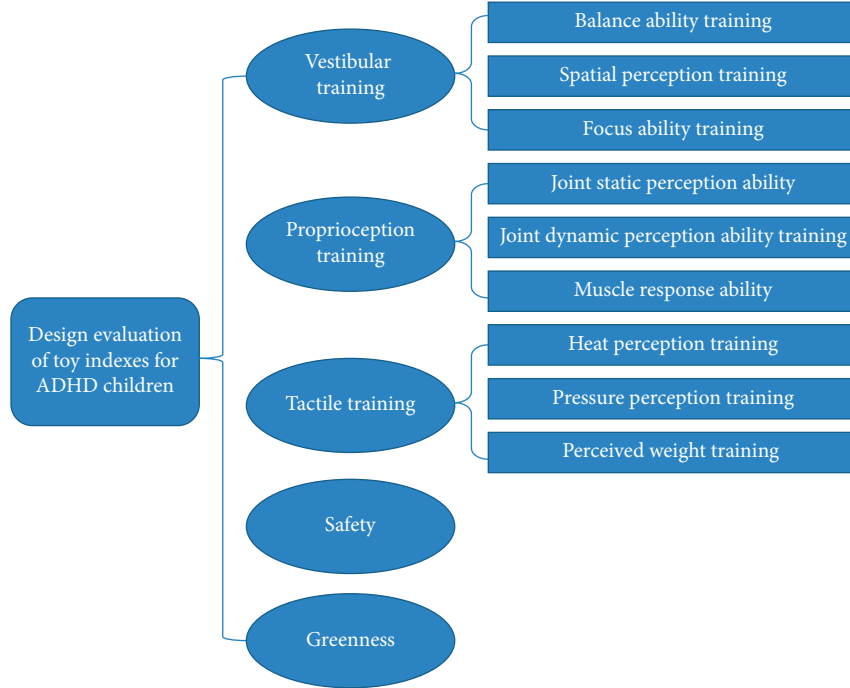 Design evaluation
of toy indexes for
ADHD children
Vestibular
training
Balance ability training
Spatial perception training
Focus ability training
Proprioception
training
Joint static perception ability
Joint dynamic perception ability training
Muscle response ability
Tactile training
Heat perception training
Pressure perception training
Perceived weight training
Safety
Greenness